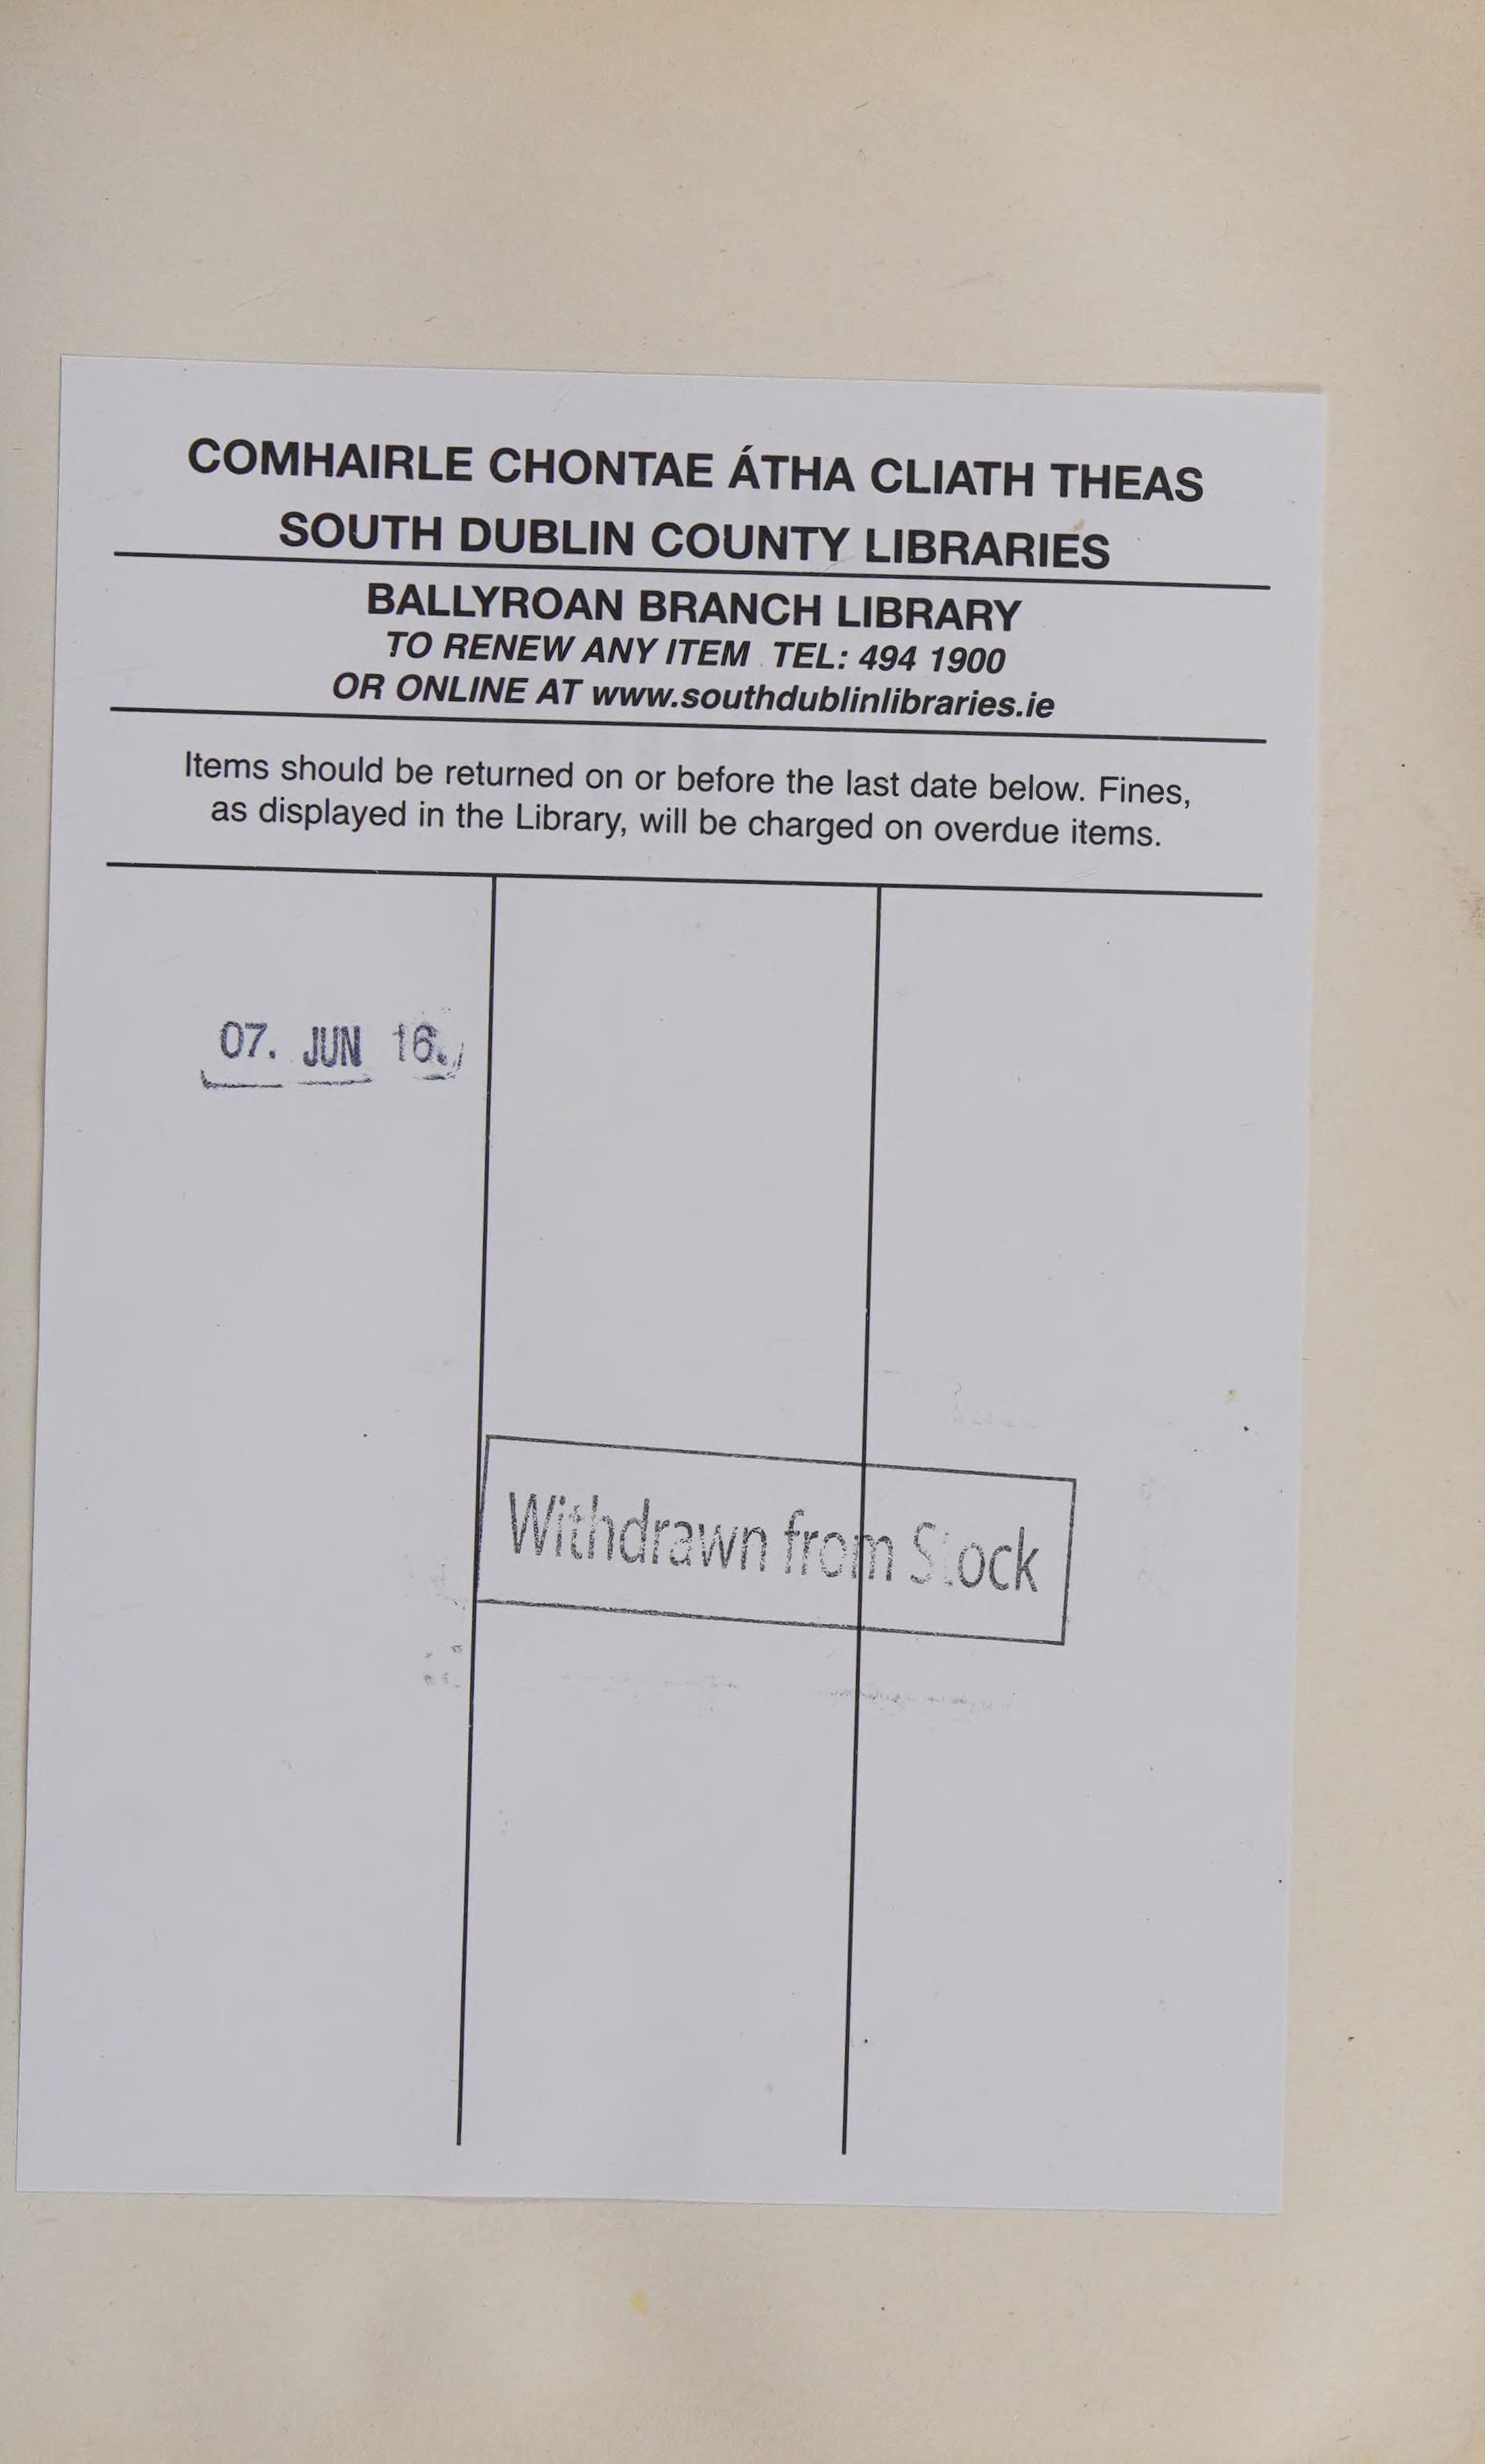 COMHAIRLE CHONTAE ÁTHA CLIATH THEAS
SOUTH DUBLIN COUNTY LIBRARIES
BALLYROAN BRANCH LIBRARY
TO RENEW ANY ITEM TEL: 494 1900
OR ONLINE AT www.southdublinlibraries.ie
Items should be returned on or before the last date below. Fines,
as displayed in the Library, will be charged on overdue items.
07. JUN 16.
Withdrawn from Stock